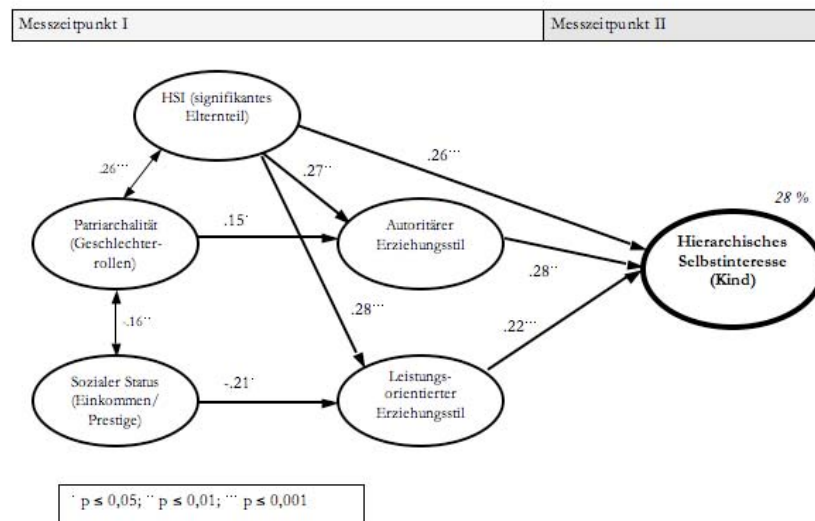 Messzeitpunkt I
Messzeitpunkt II
HSI (signifikantes
Elternteil)
.26***
.27**
.26***
28 %
Patriarchalität
(Geschlechter-
rollen)
.15*
Autoritärer
Erziehungsstil
Hierarchisches
Selbstinteresse
(Kind)
.28**
-.16**
.28***
.22***
Sozialer Status
(Einkommen/
Prestige)
-.21*
Leistungs-
orientierter
Erziehungsstil
* p ≤ 0,05; ** p ≤ 0,01; *** p ≤ 0,001